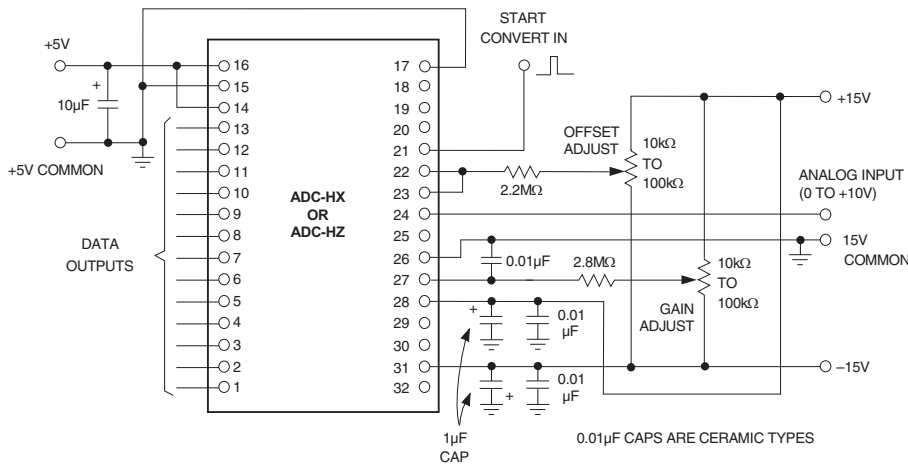 START
CONVERT IN
+5V
+
10µF
+5V COMMON
16
15
14
13
12
11
10
9
8
7
6
5
4
3
2
1
DATA
OUTPUTS
ADC-HX
OR
ADC-HZ
17
18
19
20
21
22
23
24
25
26
27
28
29
30
31
32
2.2MΩ
OFFSET
ADJUST
10kΩ
TO
100kΩ
+15V
ANALOG INPUT
(0 TO +10V)
15V
COMMON
0.01µF
2.8MΩ
10kΩ
TO
100kΩ
GAIN
ADJUST
+
0.01
µF
–15V
+
0.01
µF
1µF
CAP
0.01µF CAPS ARE CERAMIC TYPES